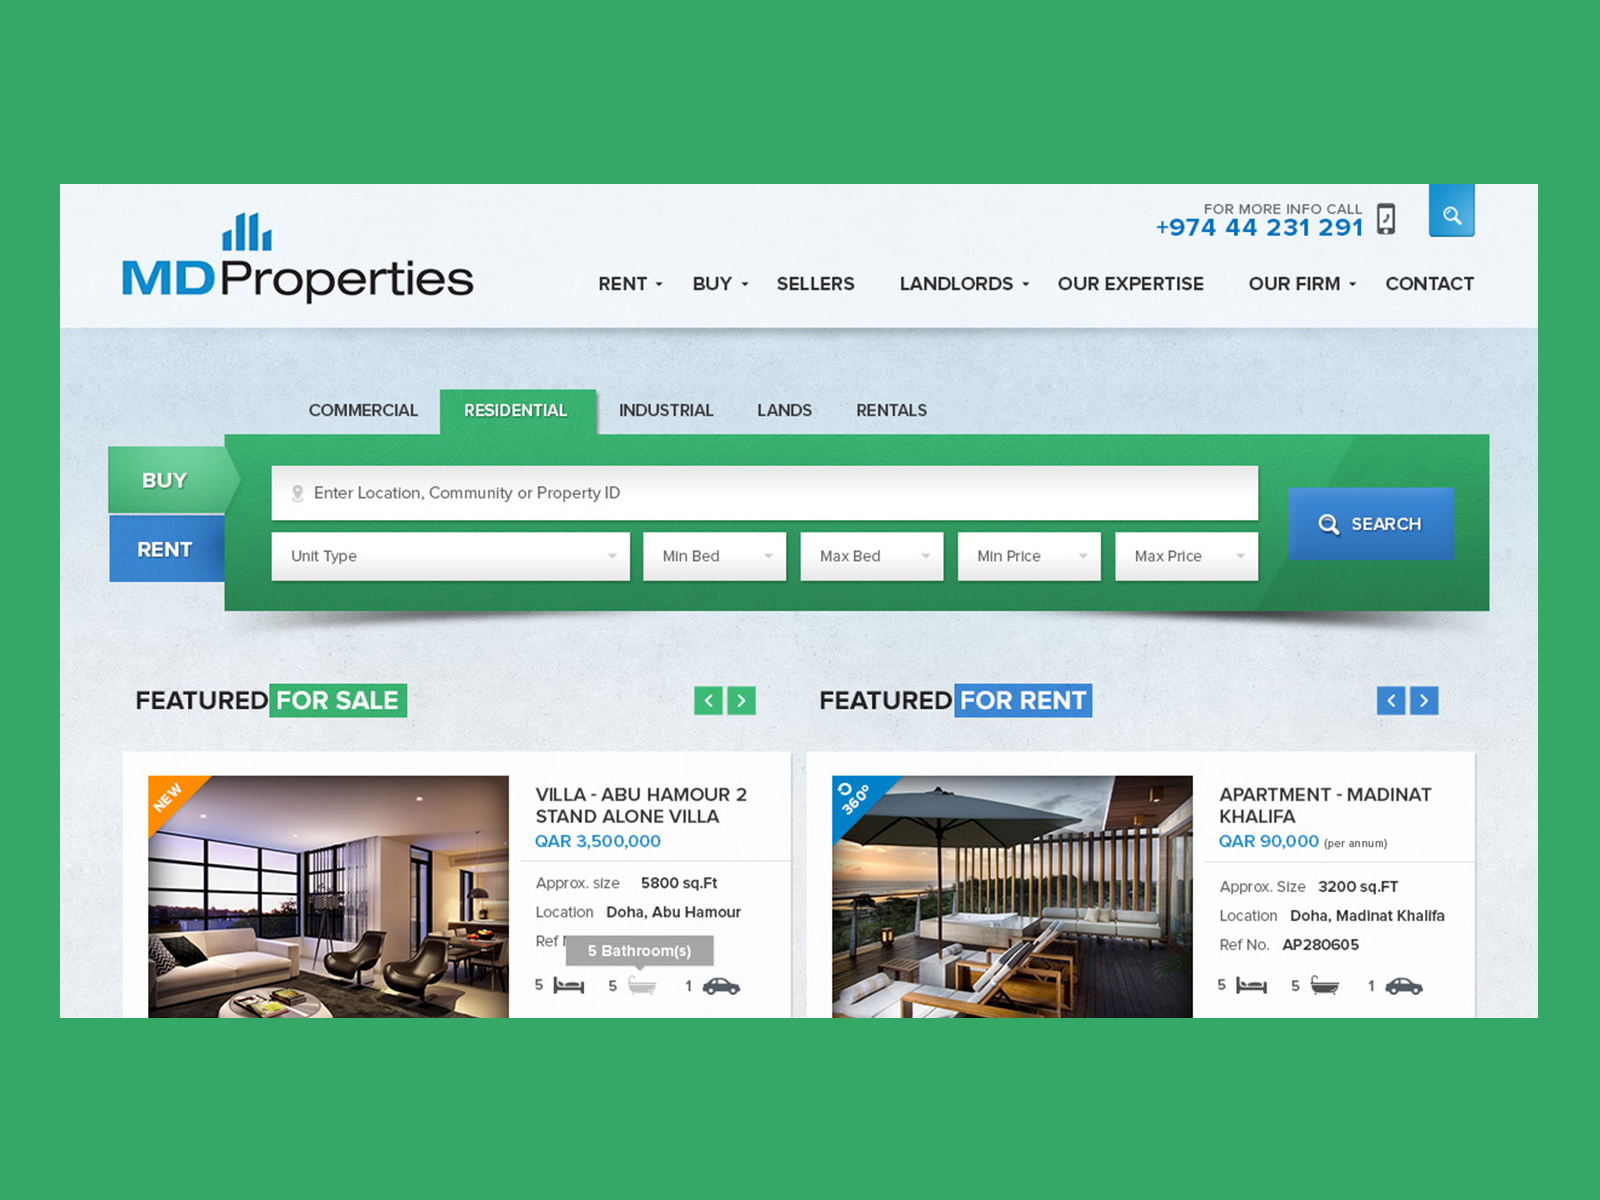 FOR MORE INFO CALL
+974 44 231 291
MDProperties
RENT BUY SELLERS LANDLORDS OUR EXPERTISE OUR FIRM CONTACT
COMMERCIAL RESIDENTIAL INDUSTRIAL LANDS RENTALS
BUY
RENT
Enter Location, Community or Property ID
Unit Type Min Bed Max Bed Min Price Max Price
SEARCH
FEATURED FOR SALE
NEW
VILLA - ABU HAMOUR 2
STAND ALONE VILLA
QAR 3,500,000
Approx. size 5800 sq.Ft
Location Doha, Abu Hamour
Ref
5 Bathroom(s)
5 5 1
FEATURED FOR RENT
360º
APARTMENT - MADINAT
KHALIFA
QAR 90,000 (per annum)
Approx. Size 3200 sq.FT
Location Doha, Madinat Khalifa
Ref No. AP280605
5 5 1